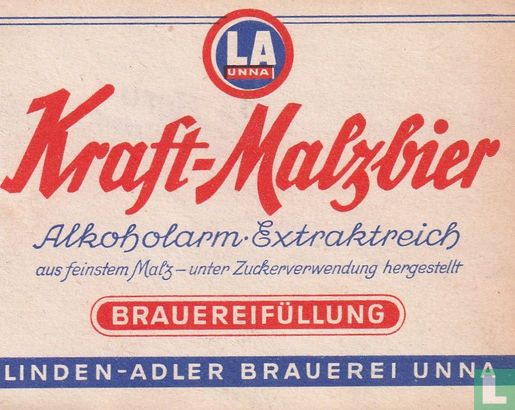 LA
UNNA
Kraft-Malzbier
Alkoholarm·Extraktreich
aus feinstem Malz – unter Zuckerverwendung hergestellt
BRAUEREIFÜLLUNG
LINDEN-ADLER BRAUEREI UNNA
L